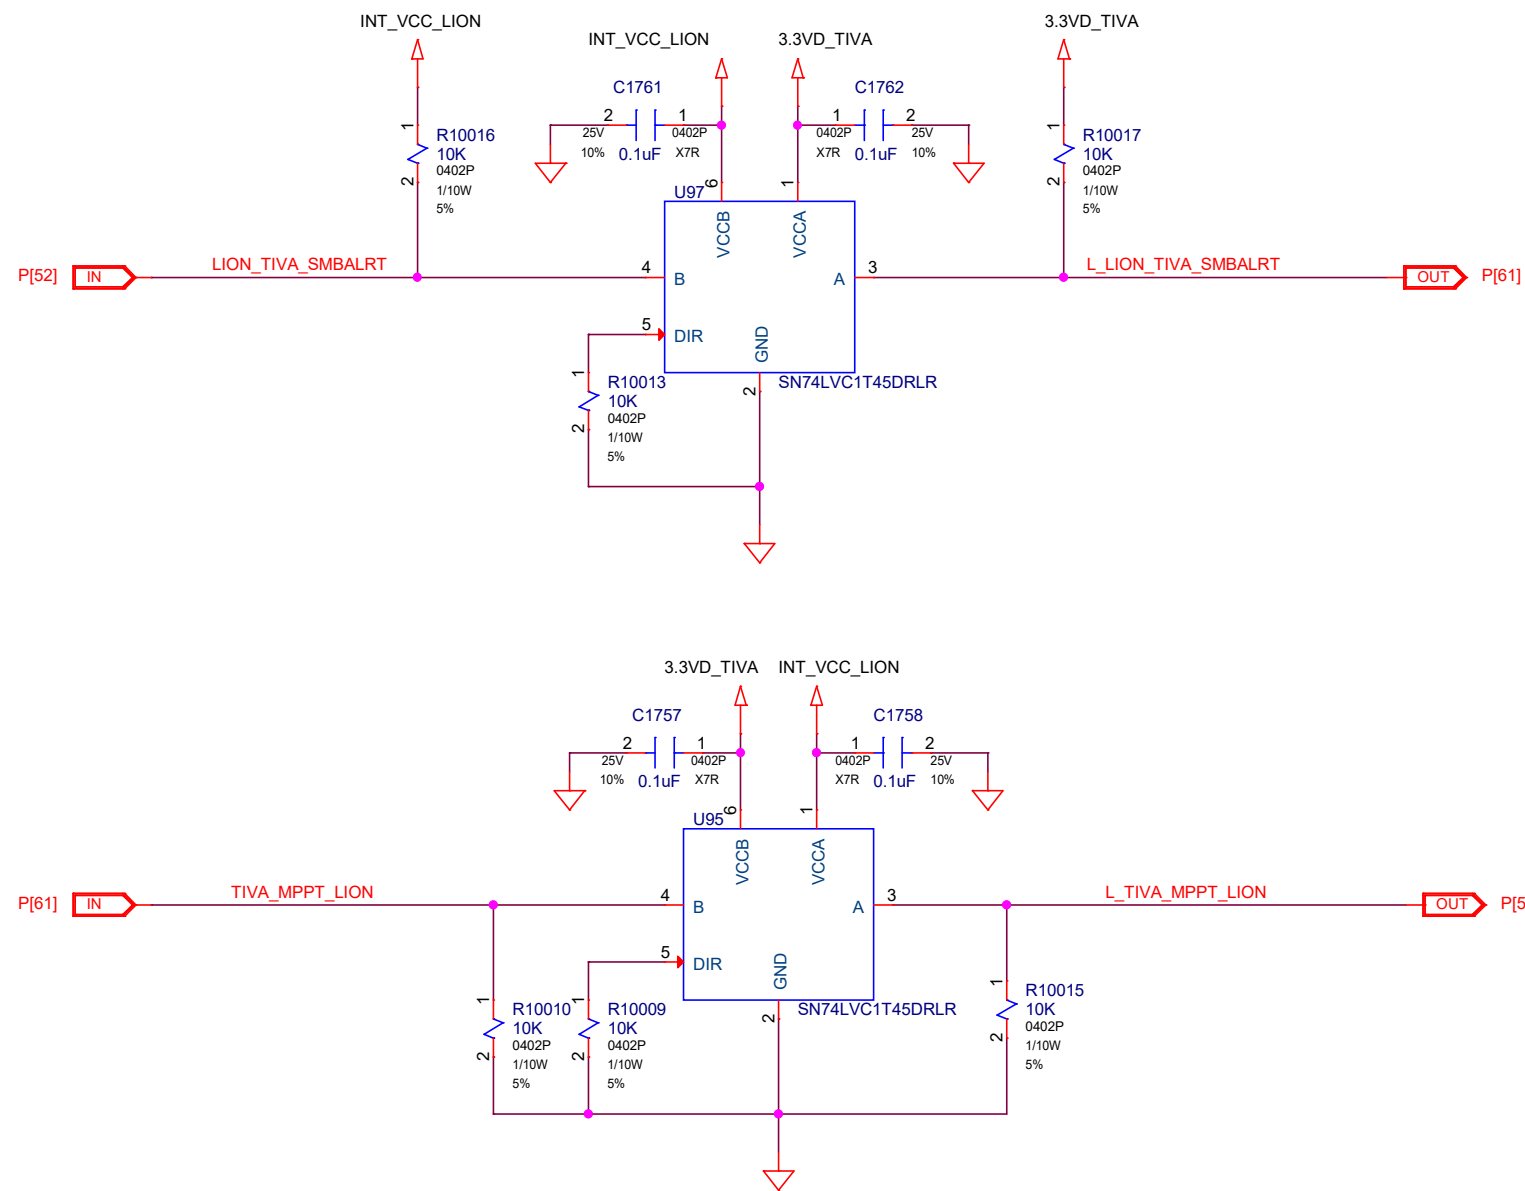 INT_VCC_LION
3.3VD_TIVA
INT_VCC_LION
3.3VD_TIVA
C1761
C1762
2
1
25V
0402P
10%
0.1uF
X7R
1
2
0402P
25V
X7R
0.1uF
10%
1
R10016
10K
0402P
2
1/10W
5%
1
R10017
10K
0402P
2
1/10W
5%
U97
6
1
VCCB
VCCA
P[52]
IN
LION_TIVA_SMBALRT
4
B
A
3
L_LION_TIVA_SMBALRT
OUT
P[61]
5
DIR
GND
2
SN74LVC1T45DRLR
1
R10013
10K
0402P
2
1/10W
5%
3.3VD_TIVA
INT_VCC_LION
C1757
C1758
2
1
25V
0402P
10%
0.1uF
X7R
1
2
0402P
25V
X7R
0.1uF
10%
U95
6
1
VCCB
VCCA
P[61]
IN
TIVA_MPPT_LION
4
B
A
3
L_TIVA_MPPT_LION
OUT
P[5
5
DIR
GND
2
SN74LVC1T45DRLR
1
R10010
10K
0402P
2
1/10W
5%
1
R10009
10K
0402P
2
1/10W
5%
1
R10015
10K
0402P
2
1/10W
5%